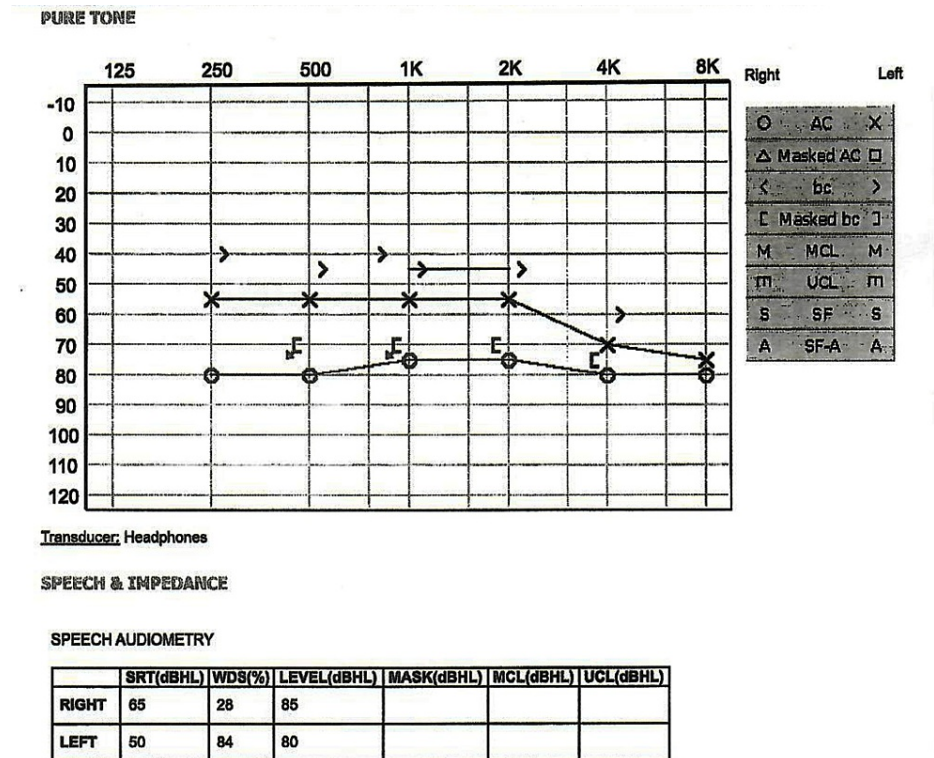 PURE TONE
125 250 500 1K 2K 4K 8K
Right Left
-10
0
10
20
30
40
50
60
70
80
90
100
110
120
O AC X
△ Masked AC □
< bc >
[ Masked bc ]
M MCL M
m UCL m
S SF S
A SF-A A
Transducer: Headphones
SPEECH & IMPEDANCE
SPEECH AUDIOMETRY
SRT(dBHL) WDS(%) LEVEL(dBHL) MASK(dBHL) MCL(dBHL) UCL(dBHL)
RIGHT 65 28 85
LEFT 50 84 80